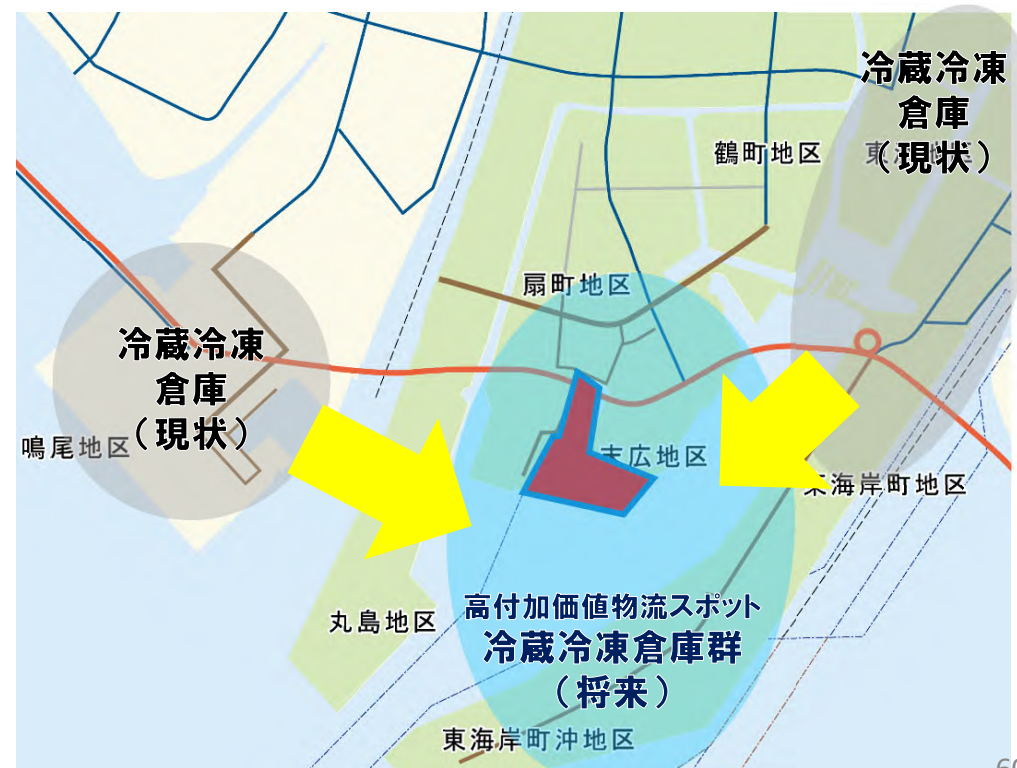 冷蔵冷凍
倉庫
（現状）
鶴町地区
扇町地区
冷蔵冷凍
倉庫
（現状）
鳴尾地区
末広地区
東海岸町地区
高付加価値物流スポット
冷蔵冷凍倉庫群
（将来）
丸島地区
東海岸町沖地区